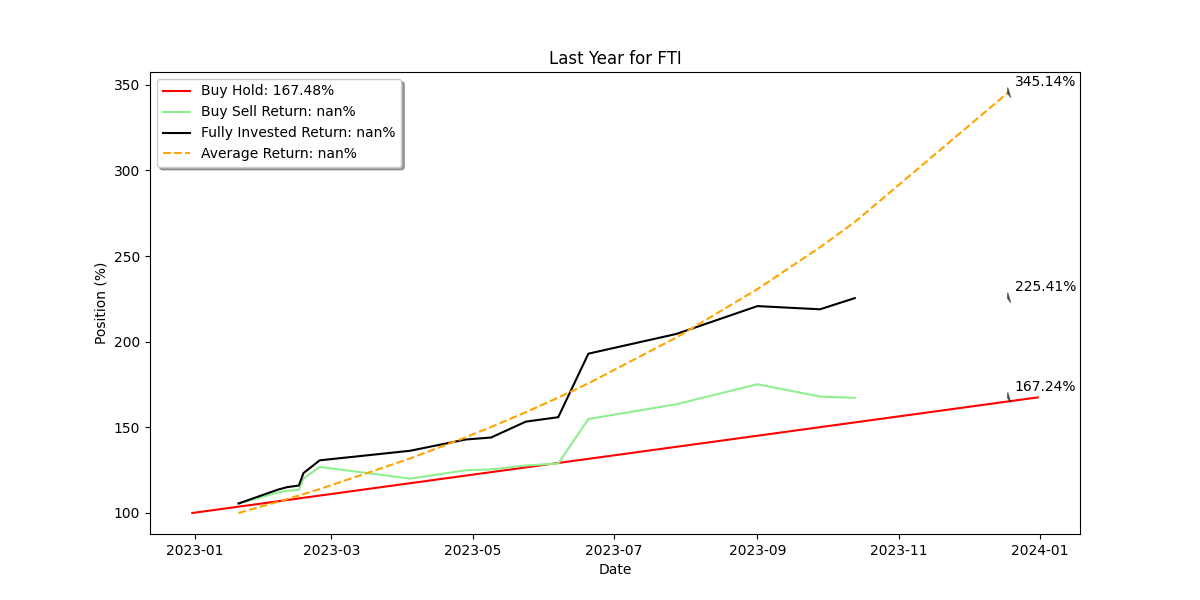 Last Year for FTI
Buy Hold: 167.48%
Buy Sell Return: nan%
Fully Invested Return: nan%
Average Return: nan%
345.14%
225.41%
167.24%
Position (%)
350
300
250
200
150
100
2023-01
2023-03
2023-05
2023-07
2023-09
2023-11
2024-01
Date